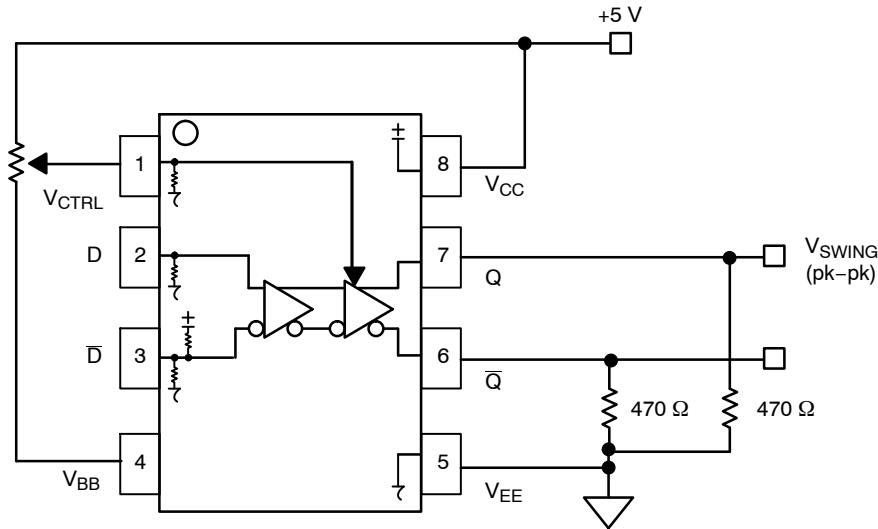 +5 V
1
8
V_CTRL
V_CC
D
2
7
Q
V_SWING
(pk−pk)
D̅
3
6
Q̅
470 Ω
470 Ω
V_BB
4
5
V_EE